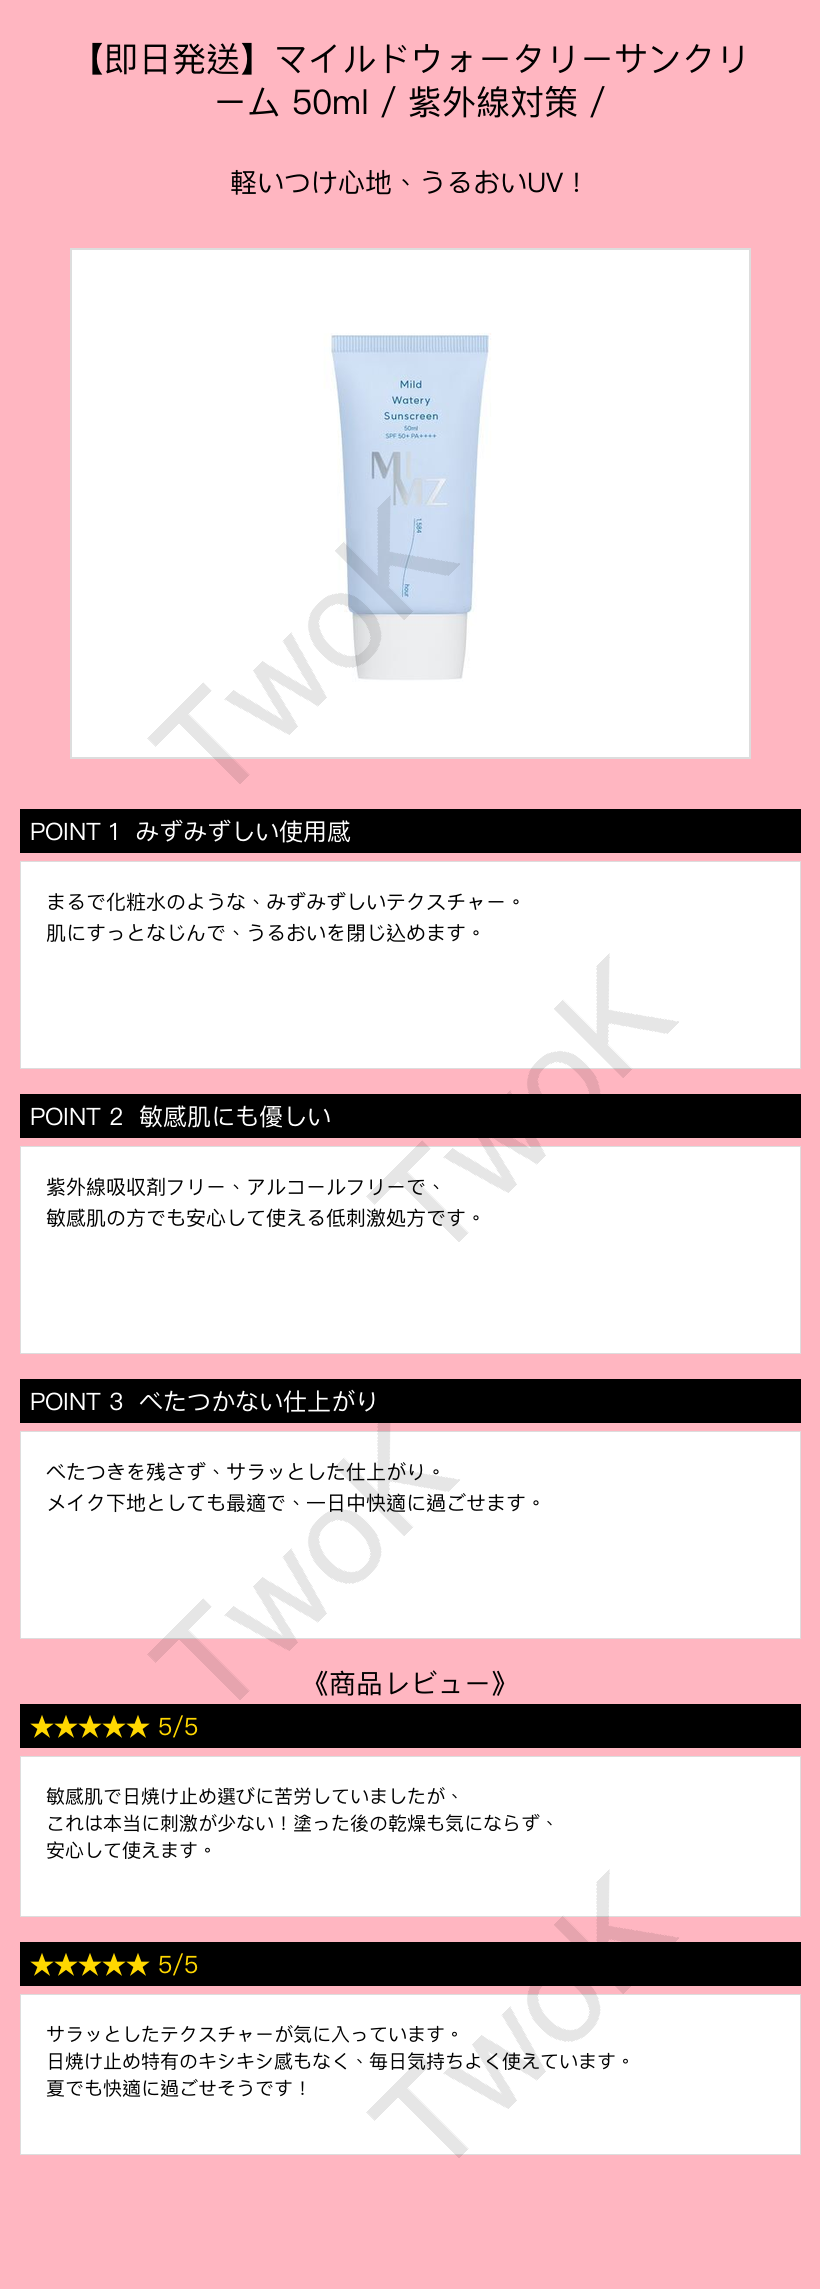 【即日発送】マイルドウォータリーサンクリ
ーム 50ml / 紫外線対策 /
軽いつけ心地、うるおいUV！
Mild
Watery
Sunscreen
50ml
SPF 50+ PA++++
Mh
MZ
1584
hour
TwoK
POINT 1 みずみずしい使用感
まるで化粧水のような、みずみずしいテクスチャー。
肌にすっとなじんで、うるおいを閉じ込めます。
TwoK
POINT 2 敏感肌にも優しい
紫外線吸収剤フリー、アルコールフリーで、
敏感肌の方でも安心して使える低刺激処方です。
POINT 3 べたつかない仕上がり
べたつきを残さず、サラッとした仕上がり。
メイク下地としても最適で、一日中快適に過ごせます。
TwoK
《商品レビュー》
★★★★★ 5/5
敏感肌で日焼け止め選びに苦労していましたが、
これは本当に刺激が少ない！塗った後の乾燥も気にならず、
安心して使えます。
★★★★★ 5/5
サラッとしたテクスチャーが気に入っています。
日焼け止め特有のキシキシ感もなく、毎日気持ちよく使えています。
夏でも快適に過ごせそうです！
TwoK